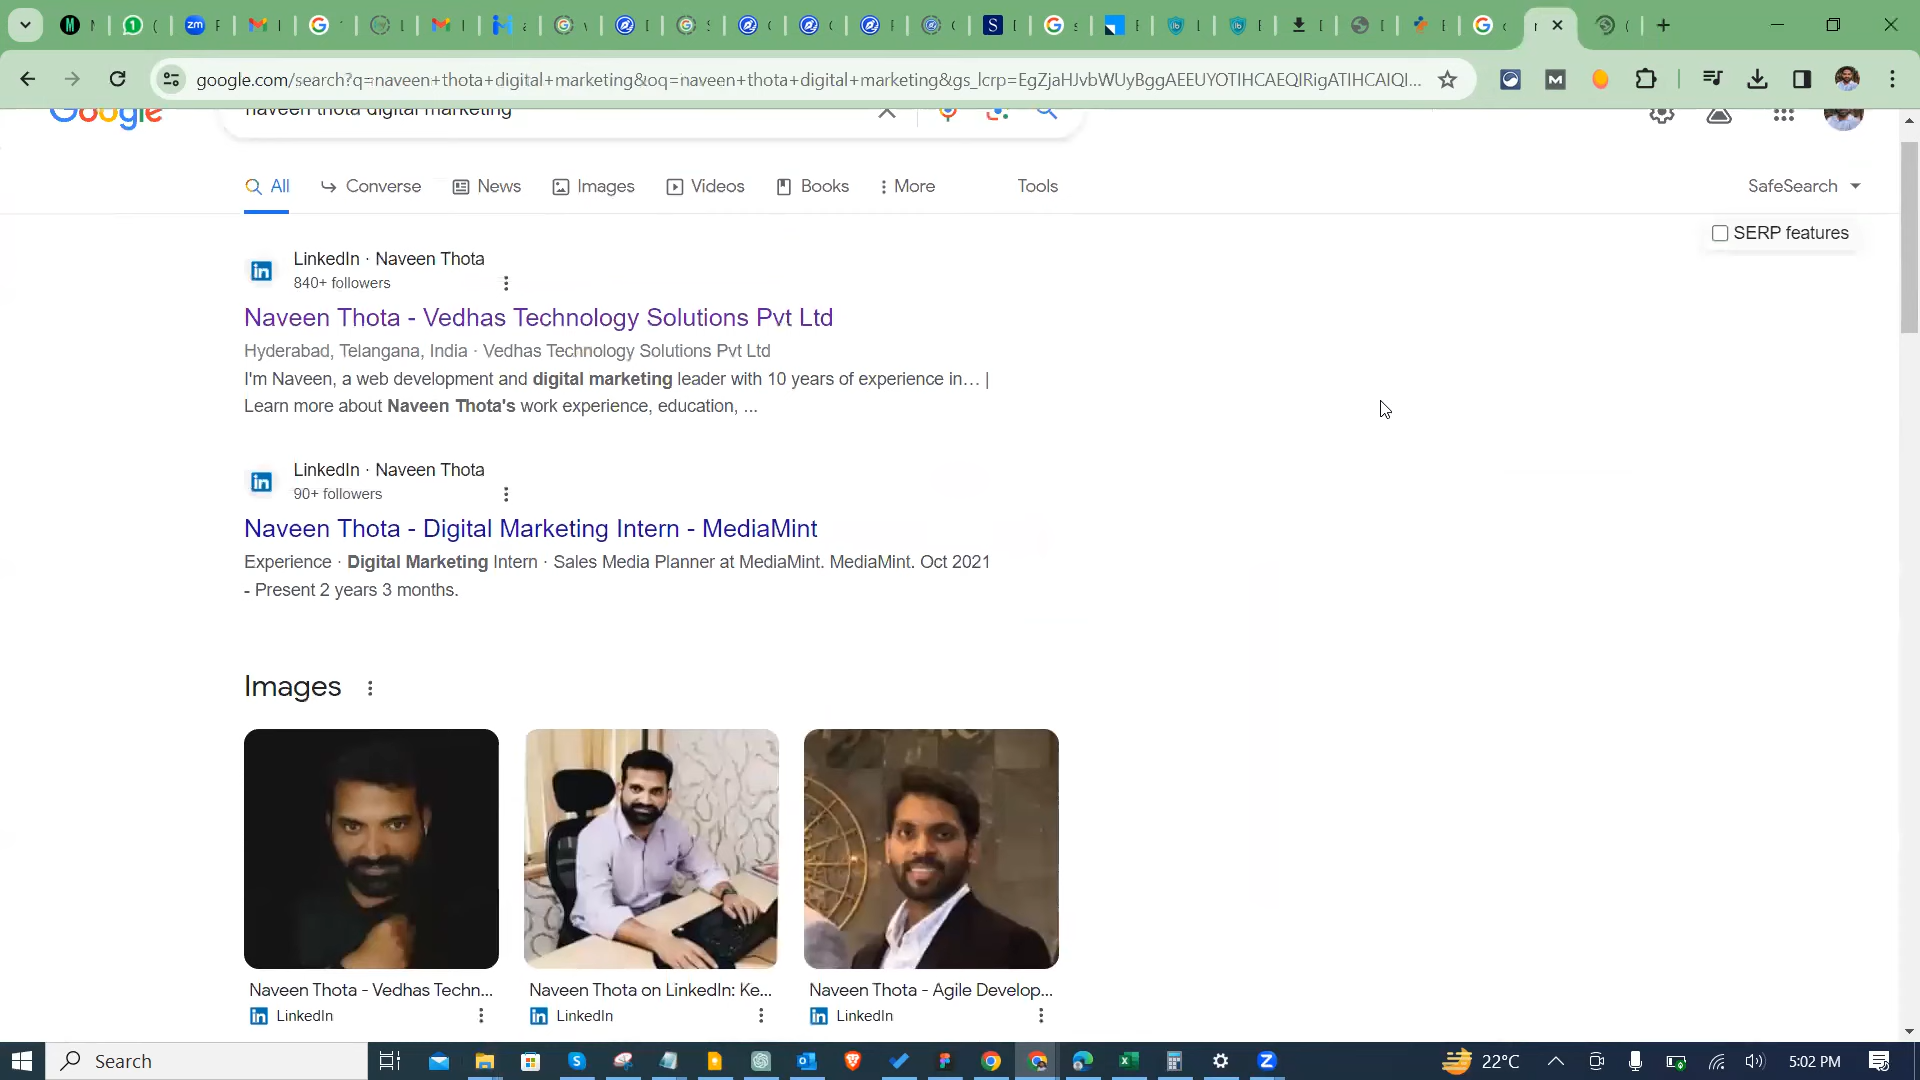 google.com/search?q=naveen+thota+digital+marketing&oq=naveen+thota+digital+marketing&gs_lcrp=EgZjaHJvbWUyBggAEEUYOTIHCAEQIRigATIHCAIQI...
Google
naveen thota digital marketing
All
Converse
News
Images
Videos
Books
More
Tools
SafeSearch
SERP features
LinkedIn · Naveen Thota
840+ followers
Naveen Thota - Vedhas Technology Solutions Pvt Ltd
Hyderabad, Telangana, India · Vedhas Technology Solutions Pvt Ltd
I'm Naveen, a web development and digital marketing leader with 10 years of experience in... |
Learn more about Naveen Thota's work experience, education, ...
LinkedIn · Naveen Thota
90+ followers
Naveen Thota - Digital Marketing Intern - MediaMint
Experience · Digital Marketing Intern · Sales Media Planner at MediaMint. MediaMint. Oct 2021
- Present 2 years 3 months.
Images
Naveen Thota - Vedhas Techn...
LinkedIn
Naveen Thota on LinkedIn: Ke...
LinkedIn
Naveen Thota - Agile Develop...
LinkedIn
Search
22°C
5:02 PM